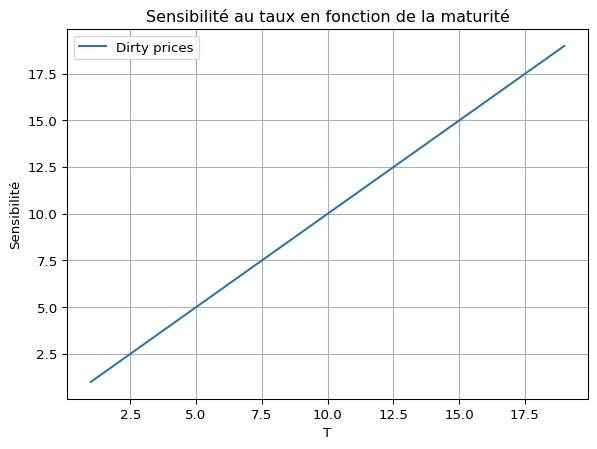 Sensibilité au taux en fonction de la maturité
Dirty prices
Sensibilité
17.5
15.0
12.5
10.0
7.5
5.0
2.5
2.5 5.0 7.5 10.0 12.5 15.0 17.5
T